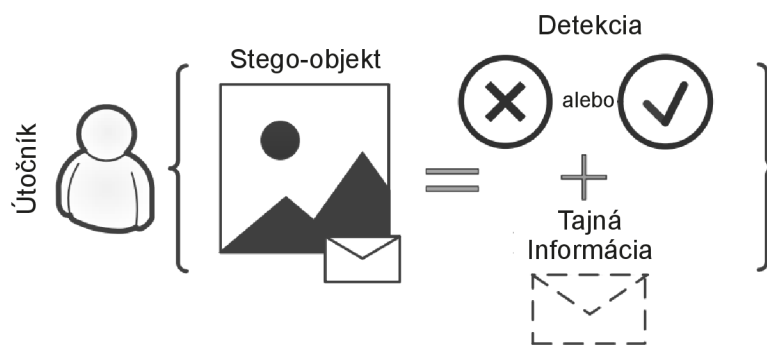 Útočník
Stego-objekt
Detekcia
alebo
Tajná
Informácia